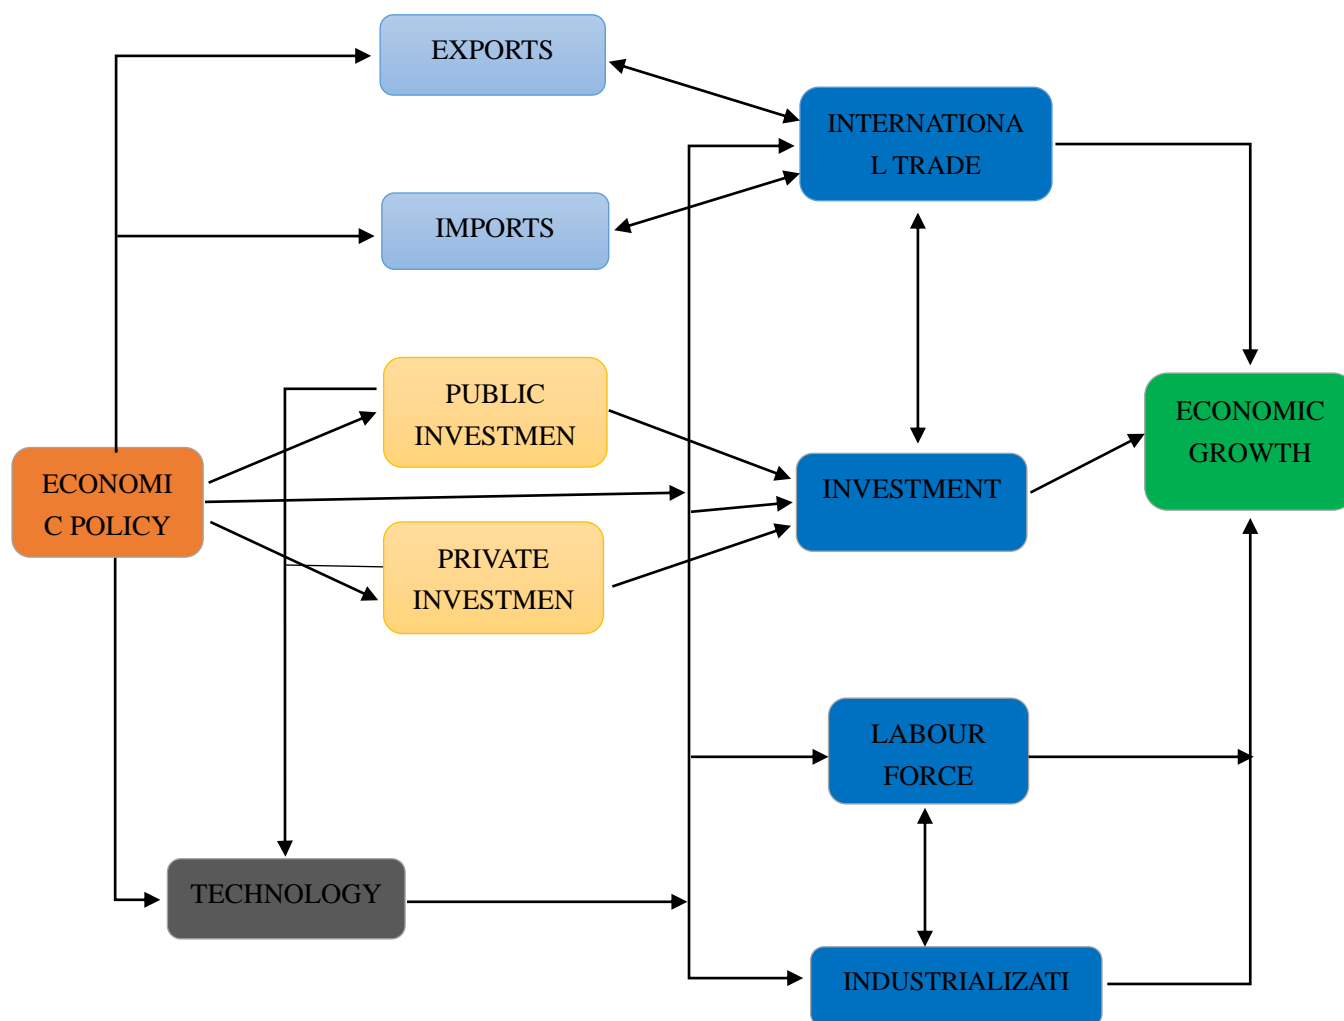 EXPORTS
INTERNATIONA
L TRADE
IMPORTS
PUBLIC
INVESTMEN
ECONOMIC
GROWTH
ECONOMI
C POLICY
INVESTMENT
PRIVATE
INVESTMEN
LABOUR
FORCE
TECHNOLOGY
INDUSTRIALIZATI